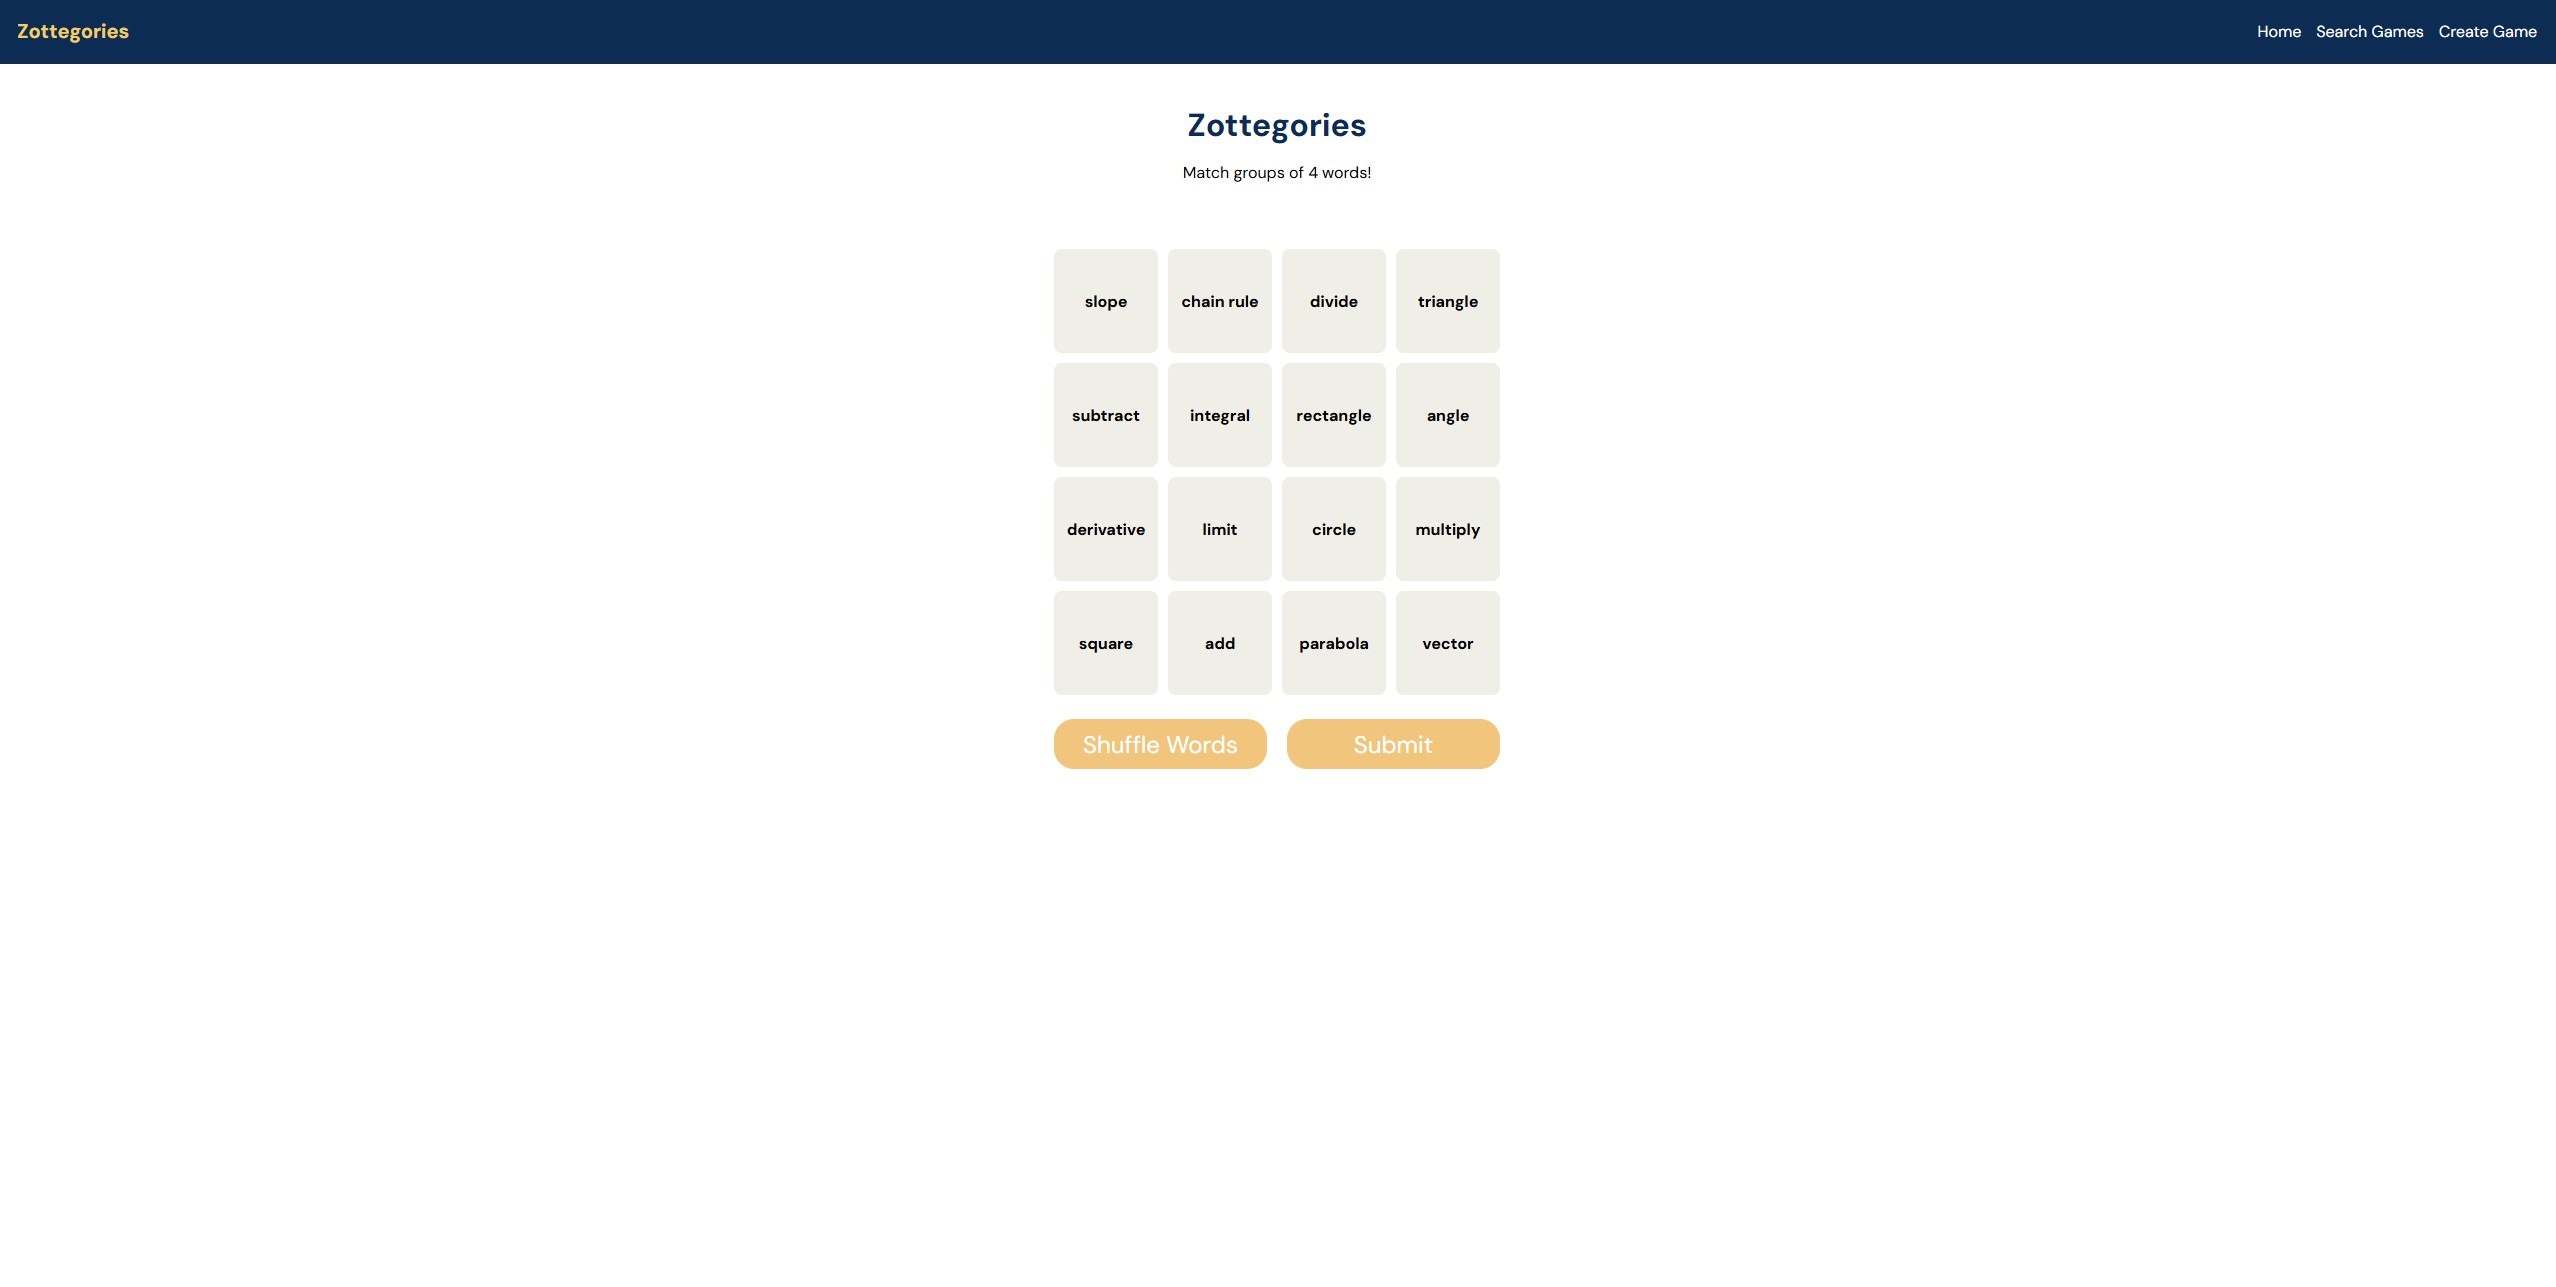 Zottegories
Home Search Games Create Game
Zottegories
Match groups of 4 words!
slope chain rule divide triangle
subtract integral rectangle angle
derivative limit circle multiply
square add parabola vector
Shuffle Words Submit